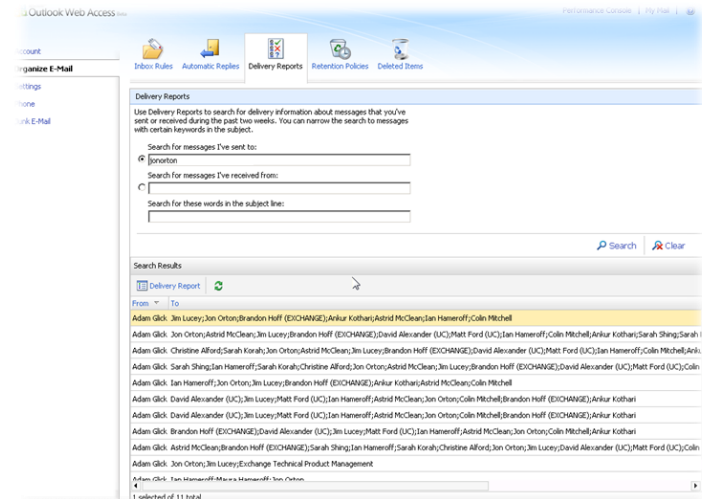 Outlook Web Access Beta
Performance Console | My Mail |
ccount
rganize E-Mail
ettings
hone
unk E-Mail
Inbox Rules Automatic Replies Delivery Reports Retention Policies Deleted Items
Delivery Reports
Use Delivery Reports to search for delivery information about messages that you've
sent or received during the past two weeks. You can narrow the search to messages
with certain keywords in the subject.
Search for messages I've sent to:
jonorton
Search for messages I've received from:
Search for these words in the subject line:
Search Clear
Search Results
Delivery Report
From To
Adam Glick Jim Lucey;Jon Orton;Brandon Hoff (EXCHANGE);Ankur Kothari;Astrid McClean;Ian Hameroff;Colin Mitchell
Adam Glick Jon Orton;Astrid McClean;Jim Lucey;Brandon Hoff (EXCHANGE);David Alexander (UC);Matt Ford (UC);Ian Hameroff;Colin Mitchell;Ankur Kothari;Sarah Shing;Sarah
Adam Glick Christine Alford;Sarah Korah;Jon Orton;Astrid McClean;Jim Lucey;Brandon Hoff (EXCHANGE);David Alexander (UC);Matt Ford (UC);Ian Hameroff;Colin Mitchell;Anku
Adam Glick Sarah Shing;Ian Hameroff;Sarah Korah;Christine Alford;Jon Orton;Astrid McClean;Jim Lucey;Brandon Hoff (EXCHANGE);David Alexander (UC);Matt Ford (UC);Colin
Adam Glick Ian Hameroff;Jon Orton;Jim Lucey;Brandon Hoff (EXCHANGE);Ankur Kothari;Astrid McClean;Colin Mitchell
Adam Glick David Alexander (UC);Jim Lucey;Matt Ford (UC);Ian Hameroff;Astrid McClean;Jon Orton;Colin Mitchell;Brandon Hoff (EXCHANGE);Ankur Kothari
Adam Glick David Alexander (UC);Jim Lucey;Matt Ford (UC);Ian Hameroff;Astrid McClean;Jon Orton;Colin Mitchell;Brandon Hoff (EXCHANGE);Ankur Kothari
Adam Glick Brandon Hoff (EXCHANGE);David Alexander (UC);Jim Lucey;Matt Ford (UC);Ian Hameroff;Astrid McClean;Jon Orton;Colin Mitchell;Ankur Kothari
Adam Glick Astrid McClean;Brandon Hoff (EXCHANGE);Sarah Shing;Ian Hameroff;Sarah Korah;Christine Alford;Jon Orton;Jim Lucey;David Alexander (UC);Matt Ford (UC);Colin
Adam Glick Jon Orton;Jim Lucey;Exchange Technical Product Management
Adam Glick Ian Hameroff;Maura Hameroff;Jon Orton
1 selected of 11 total